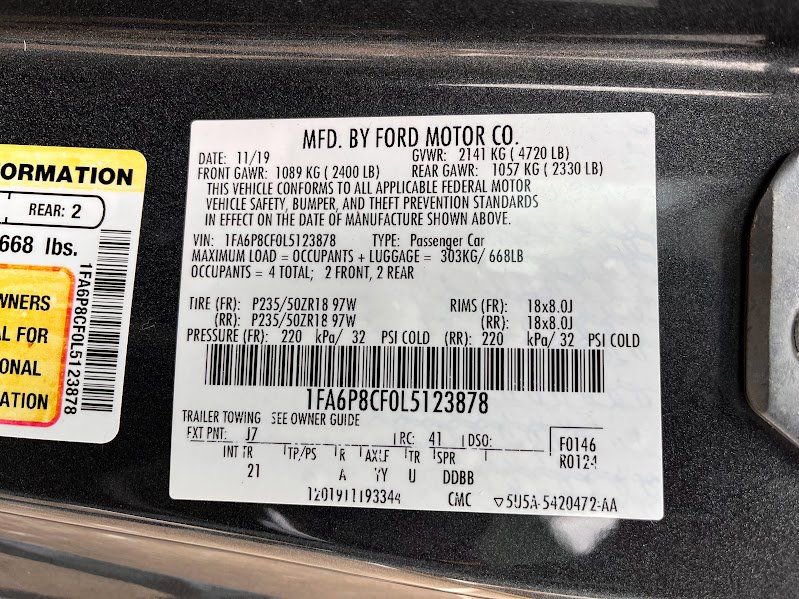 ORMATION
REAR: 2
668 lbs.
WNERS
AL FOR
IONAL
ATION
1FA6P8CF0L5123878
MFD. BY FORD MOTOR CO.
DATE: 11/19 GVWR: 2141 KG ( 4720 LB)
FRONT GAWR: 1089 KG ( 2400 LB) REAR GAWR: 1057 KG ( 2330 LB)
THIS VEHICLE CONFORMS TO ALL APPLICABLE FEDERAL MOTOR
VEHICLE SAFETY, BUMPER, AND THEFT PREVENTION STANDARDS
IN EFFECT ON THE DATE OF MANUFACTURE SHOWN ABOVE.
VIN: 1FA6P8CF0L5123878 TYPE: Passenger Car
MAXIMUM LOAD = OCCUPANTS + LUGGAGE = 303KG/ 668LB
OCCUPANTS = 4 TOTAL; 2 FRONT, 2 REAR
TIRE (FR): P235/50ZR18 97W RIMS (FR): 18x8.0J
(RR): P235/50ZR18 97W (RR): 18x8.0J
PRESSURE (FR): 220 kPa/ 32 PSI COLD (RR): 220 kPa/ 32 PSI COLD
1FA6P8CF0L5123878
TRAILER TOWING SEE OWNER GUIDE
EXT PNT: J7 RC: 41 DSO: F0146
INT TR TP/PS R AXLE TR SPR R0124
21 A YY U DDBB
1201911193344 CMC ▽5U5A-5420472-AA